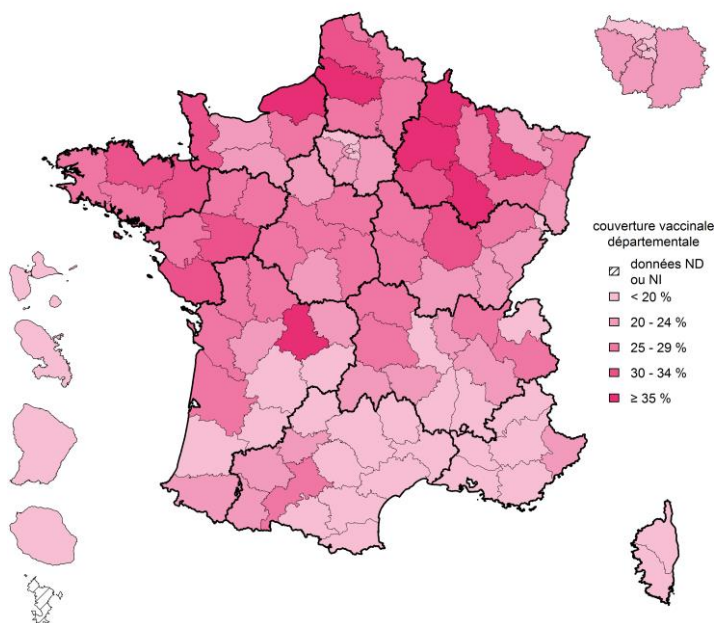 couverture vaccinale
départementale
données ND
ou NI
< 20 %
20 - 24 %
25 - 29 %
30 - 34 %
≥ 35 %